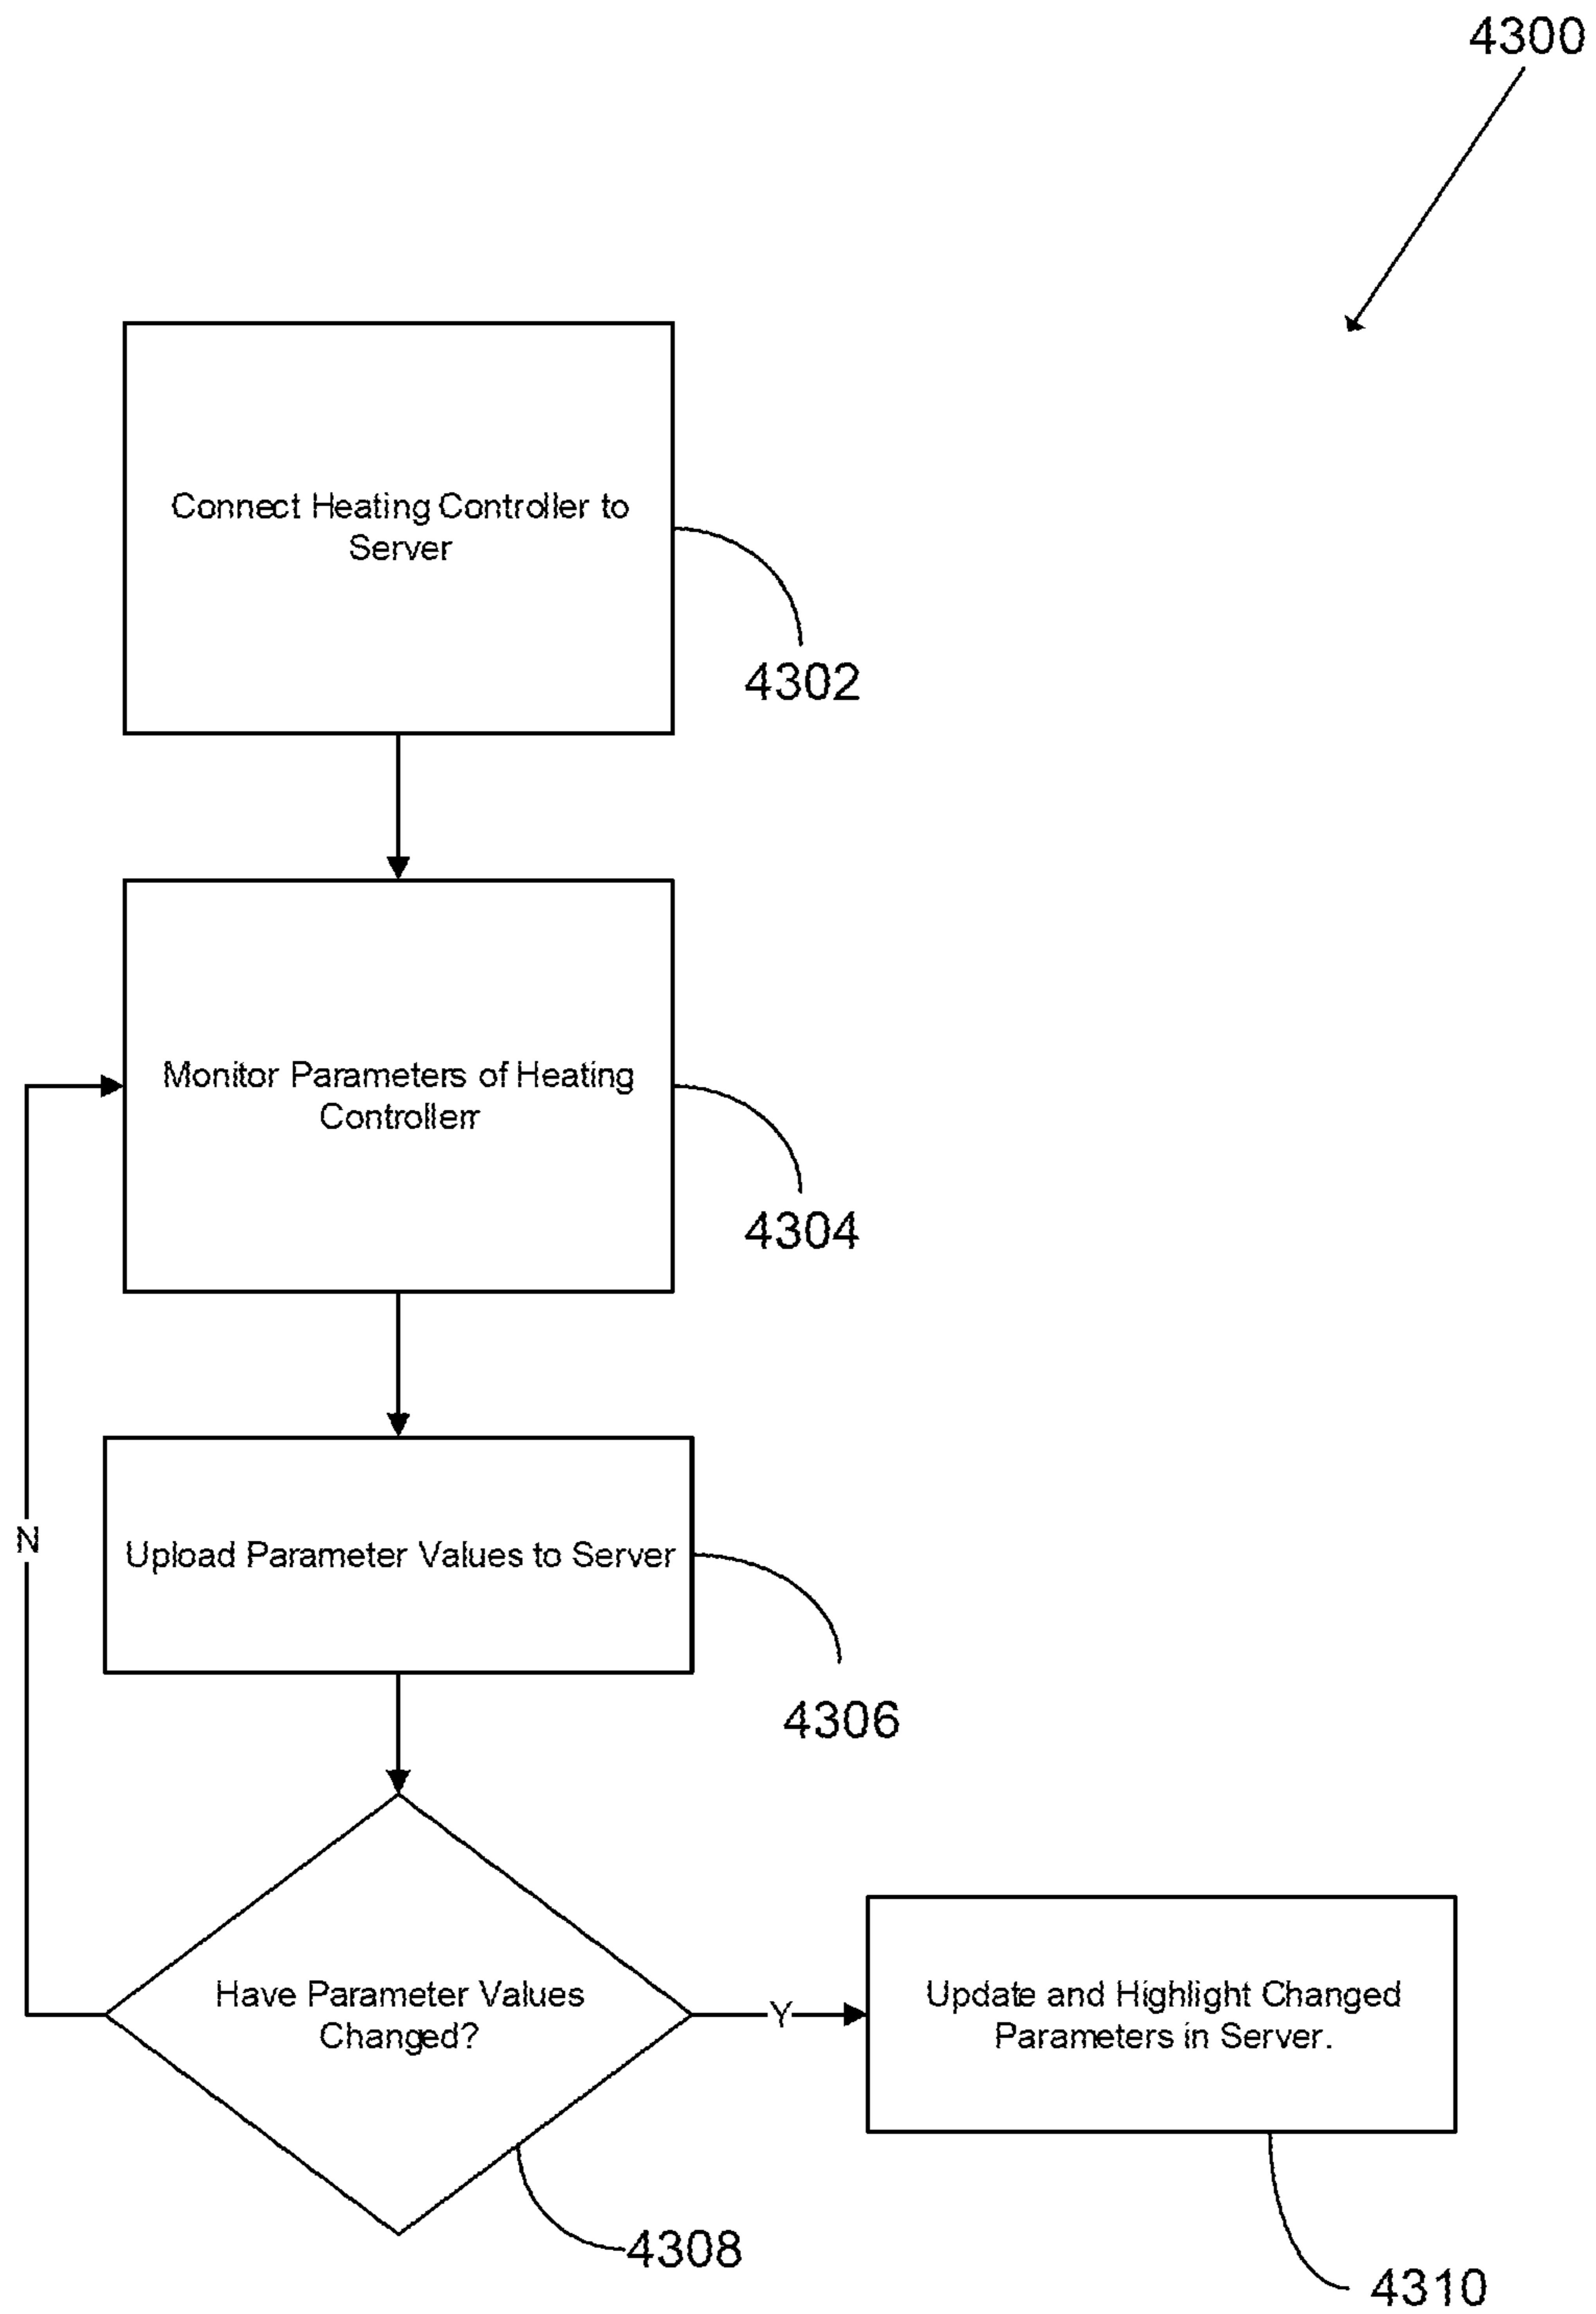 4300
Connect Heating Controller to
Server
4302
Monitor Parameters of Heating
Controllerr
4304
N
Upload Parameter Values to Server
4306
Have Parameter Values
Changed?
Y
Update and Highlight Changed
Parameters in Server.
4308
4310